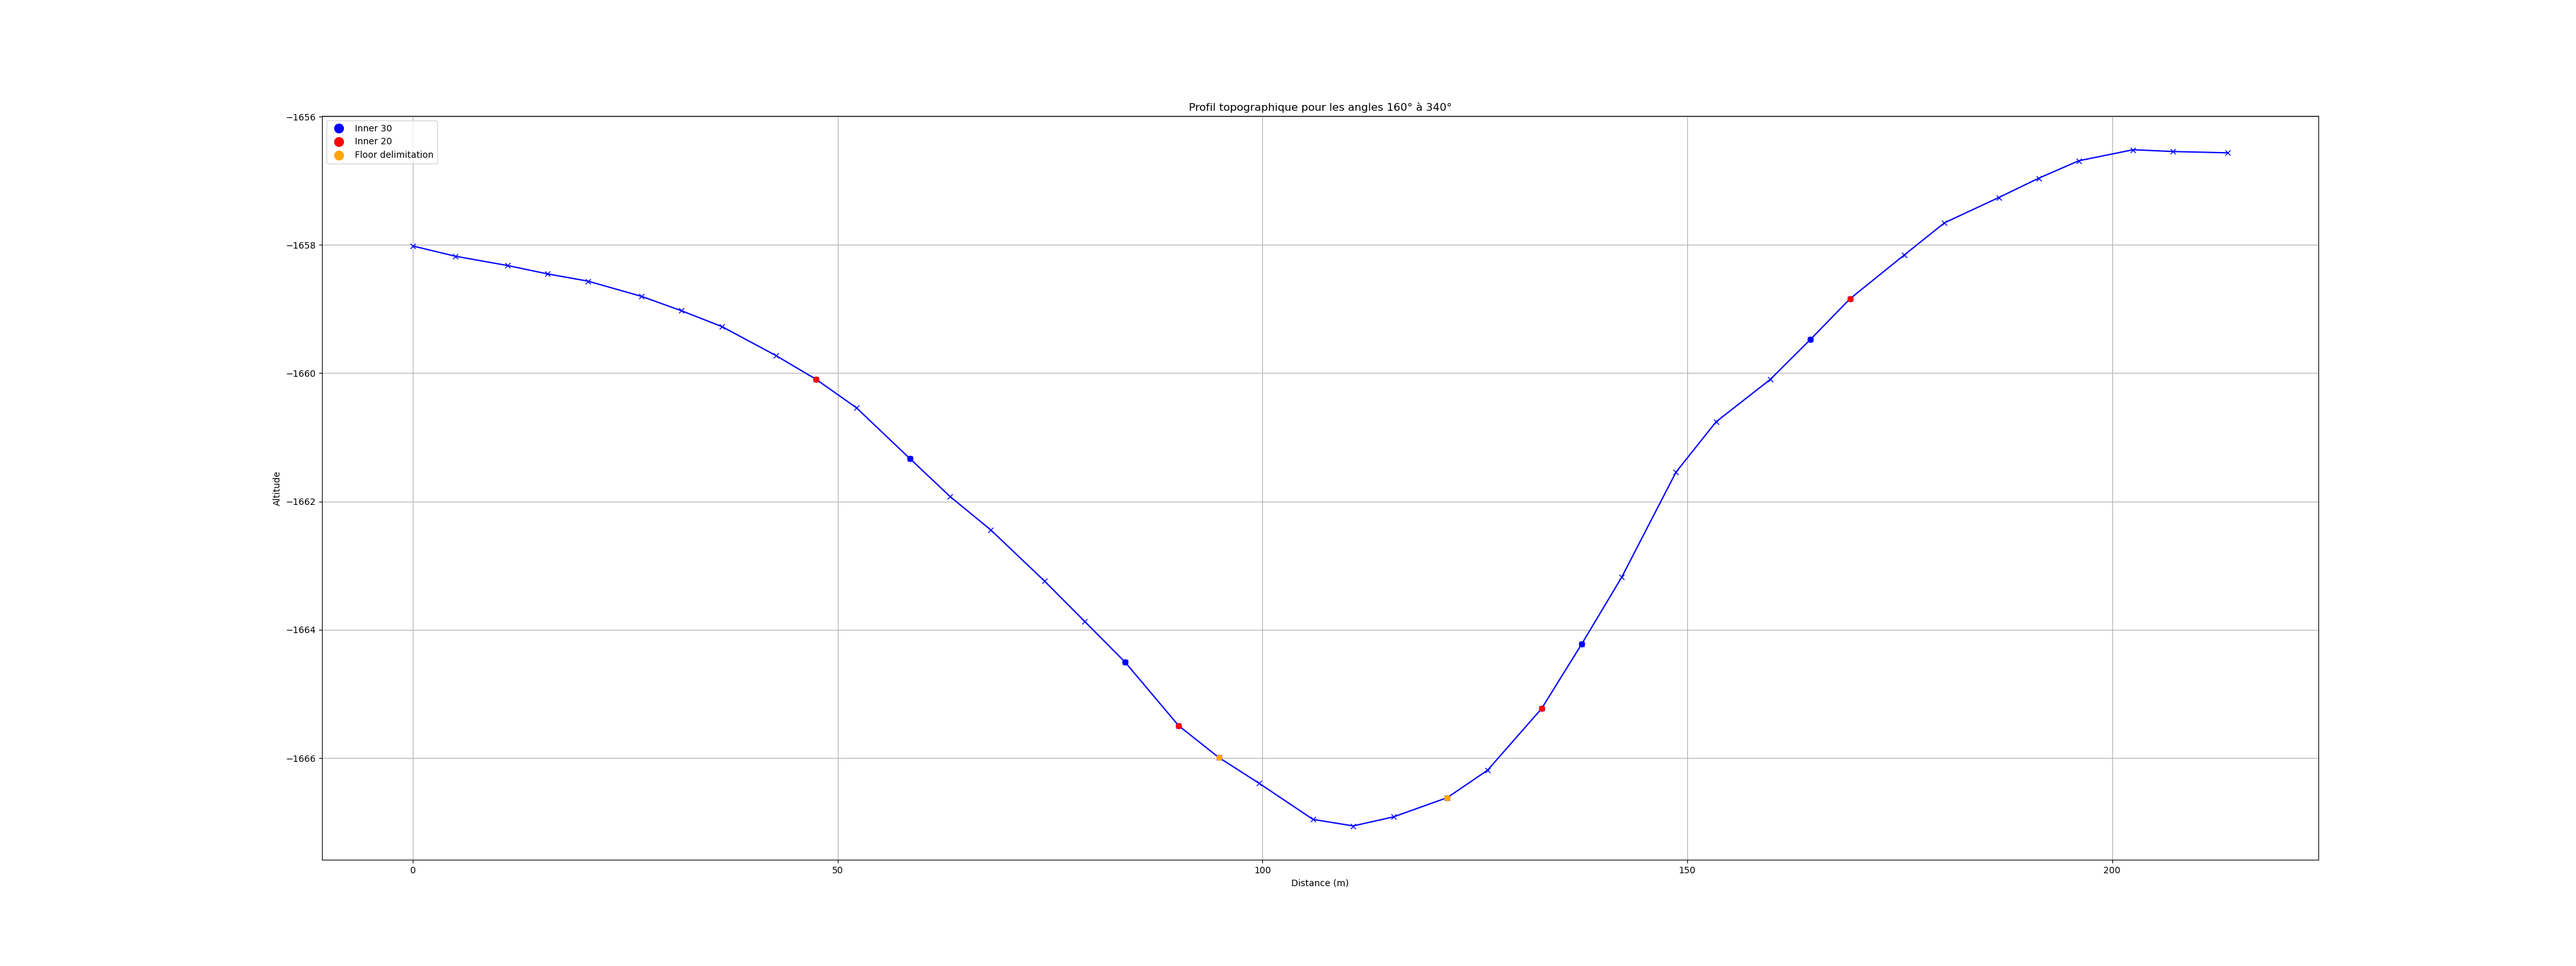 Profil topographique pour les angles 160° à 340°
Inner 30
Inner 20
Floor delimitation
Altitude
−1656
−1658
−1660
−1662
−1664
−1666
0 50 100 150 200
Distance (m)